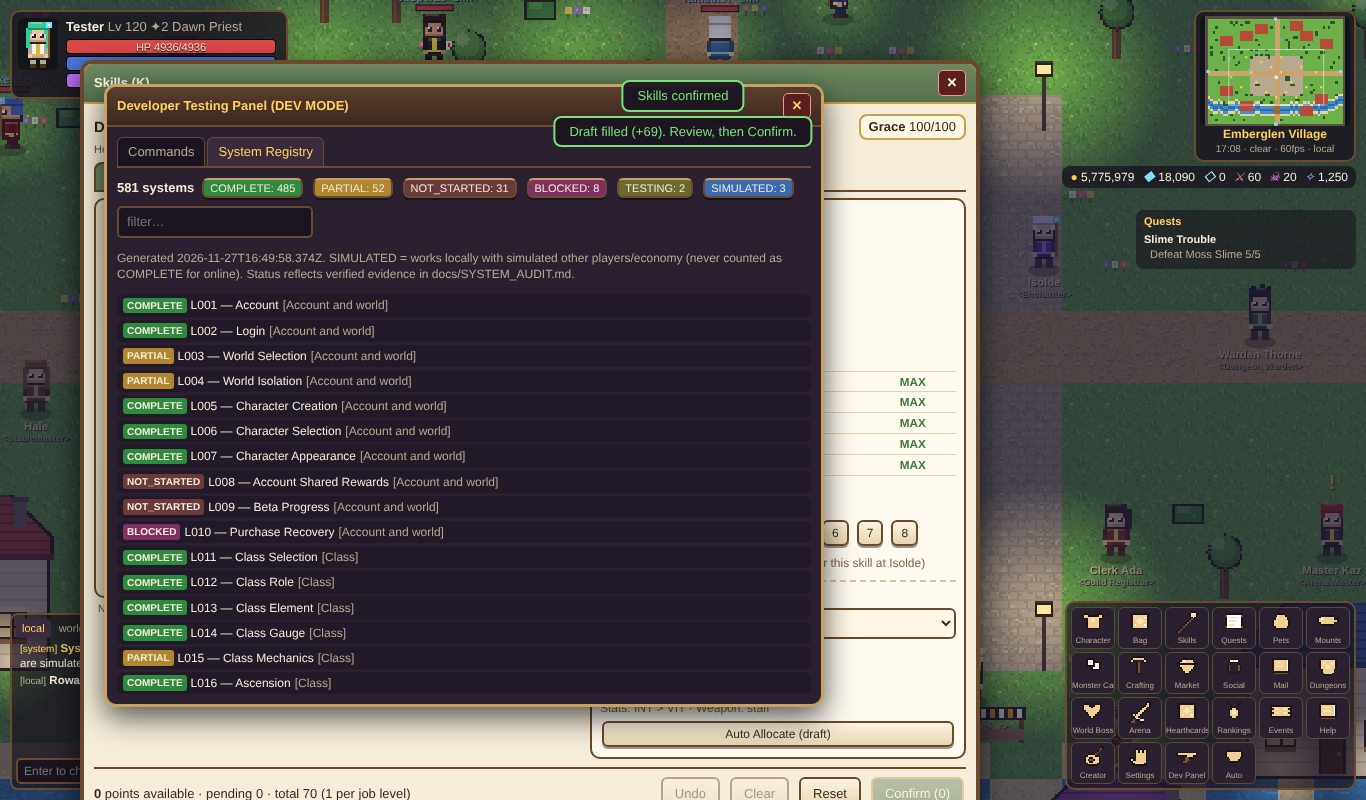 Tester Lv 120 ✦2 Dawn Priest
HP 4936/4936
Skills (K)
✕
Developer Testing Panel (DEV MODE)
✕
Skills confirmed
Draft filled (+69). Review, then Confirm.
Grace 100/100
Commands
System Registry
581 systems
COMPLETE: 485
PARTIAL: 52
NOT_STARTED: 31
BLOCKED: 8
TESTING: 2
SIMULATED: 3
filter…
Generated 2026-11-27T16:49:58.374Z. SIMULATED = works locally with simulated other players/economy (never counted as
COMPLETE for online). Status reflects verified evidence in docs/SYSTEM_AUDIT.md.
COMPLETE L001 — Account [Account and world]
COMPLETE L002 — Login [Account and world]
PARTIAL L003 — World Selection [Account and world]
PARTIAL L004 — World Isolation [Account and world]
COMPLETE L005 — Character Creation [Account and world]
COMPLETE L006 — Character Selection [Account and world]
COMPLETE L007 — Character Appearance [Account and world]
NOT_STARTED L008 — Account Shared Rewards [Account and world]
NOT_STARTED L009 — Beta Progress [Account and world]
BLOCKED L010 — Purchase Recovery [Account and world]
COMPLETE L011 — Class Selection [Class]
COMPLETE L012 — Class Role [Class]
COMPLETE L013 — Class Element [Class]
COMPLETE L014 — Class Gauge [Class]
PARTIAL L015 — Class Mechanics [Class]
COMPLETE L016 — Ascension [Class]
MAX
MAX
MAX
MAX
MAX
6
7
8
r this skill at Isolde)
Stats: INT > VIT · Weapon: staff
Auto Allocate (draft)
0 points available · pending 0 · total 70 (1 per job level)
Undo
Clear
Reset
Confirm (0)
Emberglen Village
17:08 · clear · 60fps · local
5,775,979
18,090
0
60
20
1,250
Quests
Slime Trouble
Defeat Moss Slime 5/5
Isolde
<Enchanter>
Warden Thorne
<Dungeon Warden>
Hale
<Stablemaster>
!
Clerk Ada
<Guild Registrar>
Master Kaz
<Arena Master>
local
worl
[system] Sys
are simulate
[local] Rowa
Enter to ch
Character
Bag
Skills
Quests
Pets
Mounts
Monster Ca
Crafting
Market
Social
Mail
Dungeons
World Boss
Arena
Hearthcards
Rankings
Events
Help
Creator
Settings
Dev Panel
Auto